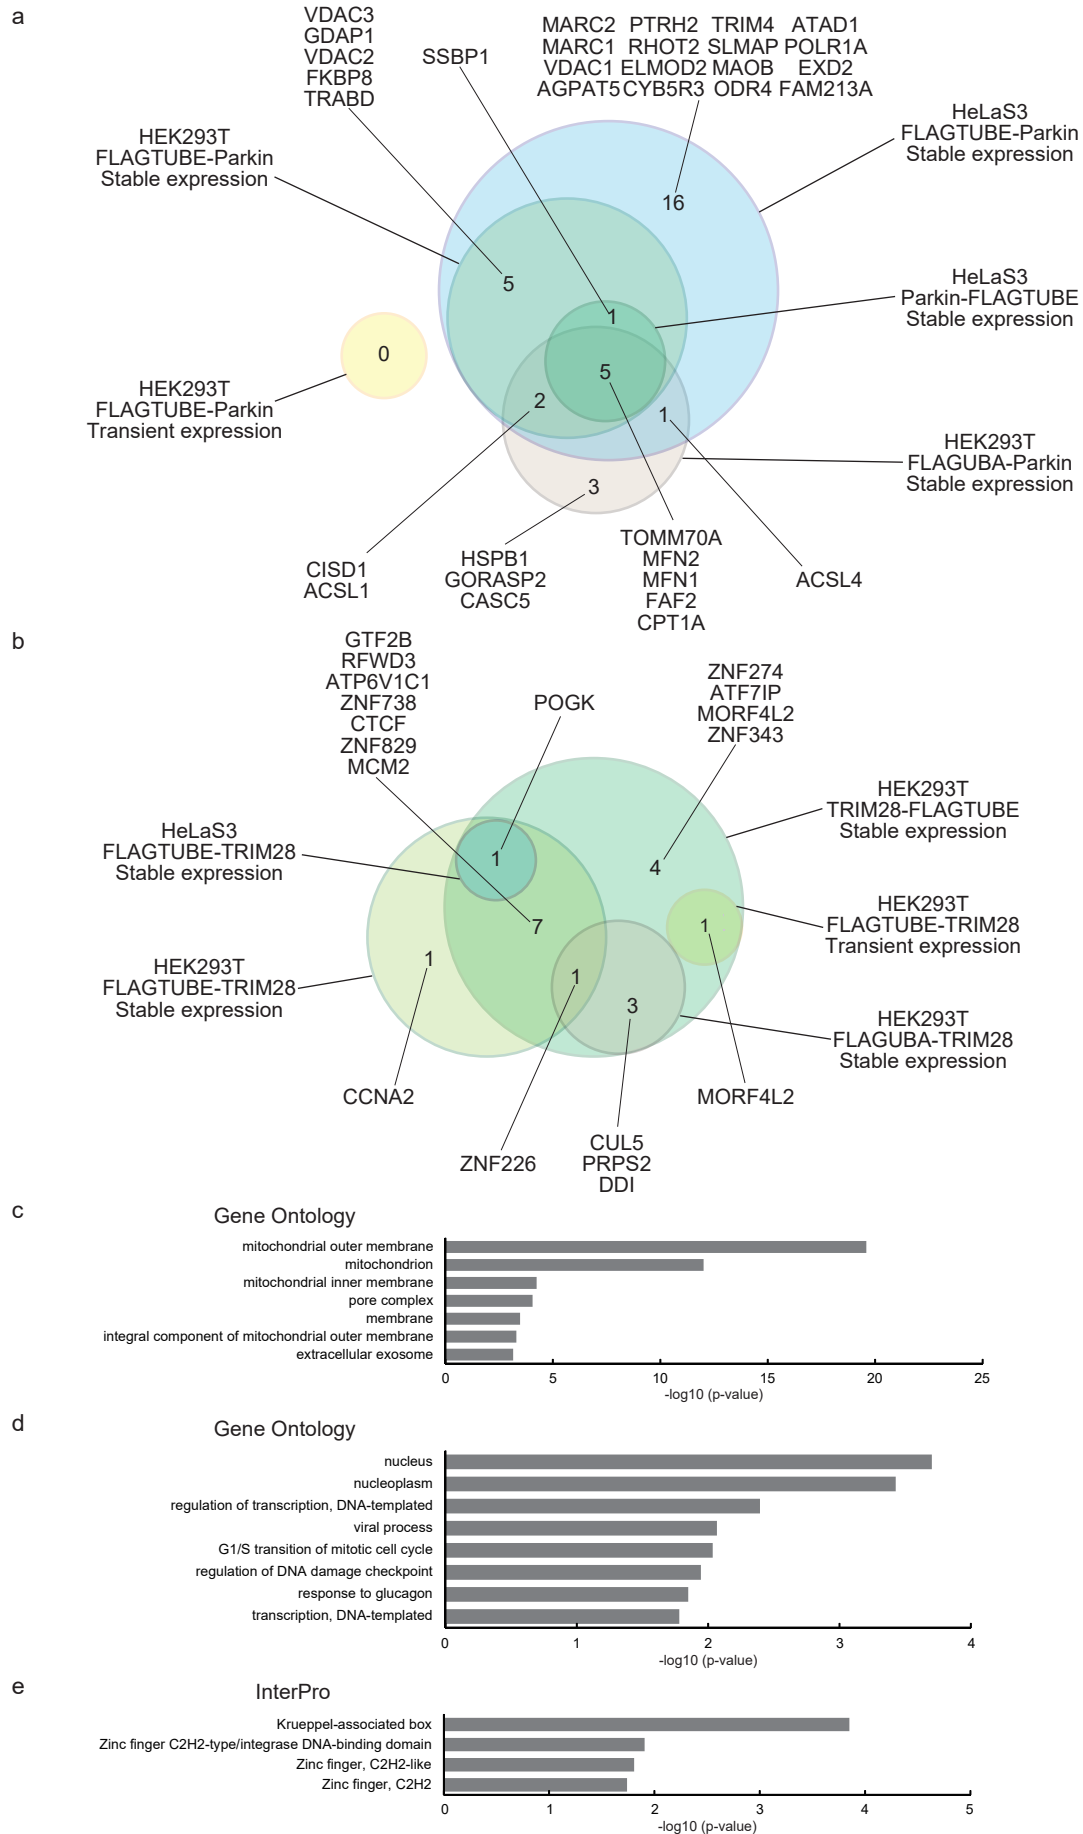 a
VDAC3
GDAP1
VDAC2
FKBP8
TRABD
SSBP1
MARC2 PTRH2 TRIM4 ATAD1
MARC1 RHOT2 SLMAP POLR1A
VDAC1 ELMOD2 MAOB EXD2
AGPAT5 CYB5R3 ODR4 FAM213A
HEK293T
FLAGTUBE-Parkin
Stable expression
HeLaS3
FLAGTUBE-Parkin
Stable expression
16
5
HeLaS3
Parkin-FLAGTUBE
Stable expression
1
0
5
HEK293T
FLAGTUBE-Parkin
Transient expression
2
1
HEK293T
FLAGUBA-Parkin
Stable expression
3
CISD1
ACSL1
HSPB1
GORASP2
CASC5
TOMM70A
MFN2
MFN1
FAF2
CPT1A
ACSL4
b
GTF2B
RFWD3
ATP6V1C1
ZNF738
CTCF
ZNF829
MCM2
POGK
ZNF274
ATF7IP
MORF4L2
ZNF343
HEK293T
TRIM28-FLAGTUBE
Stable expression
HeLaS3
FLAGTUBE-TRIM28
Stable expression
1
4
HEK293T
FLAGTUBE-TRIM28
Transient expression
7
1
HEK293T
FLAGTUBE-TRIM28
Stable expression
1
1
3
HEK293T
FLAGUBA-TRIM28
Stable expression
CCNA2
MORF4L2
ZNF226
CUL5
PRPS2
DDI
c
Gene Ontology
mitochondrial outer membrane
mitochondrion
mitochondrial inner membrane
pore complex
membrane
integral component of mitochondrial outer membrane
extracellular exosome
0 5 10 15 20 25
-log10 (p-value)
d
Gene Ontology
nucleus
nucleoplasm
regulation of transcription, DNA-templated
viral process
G1/S transition of mitotic cell cycle
regulation of DNA damage checkpoint
response to glucagon
transcription, DNA-templated
0 1 2 3 4
-log10 (p-value)
e
InterPro
Krueppel-associated box
Zinc finger C2H2-type/integrase DNA-binding domain
Zinc finger, C2H2-like
Zinc finger, C2H2
0 1 2 3 4 5
-log10 (p-value)